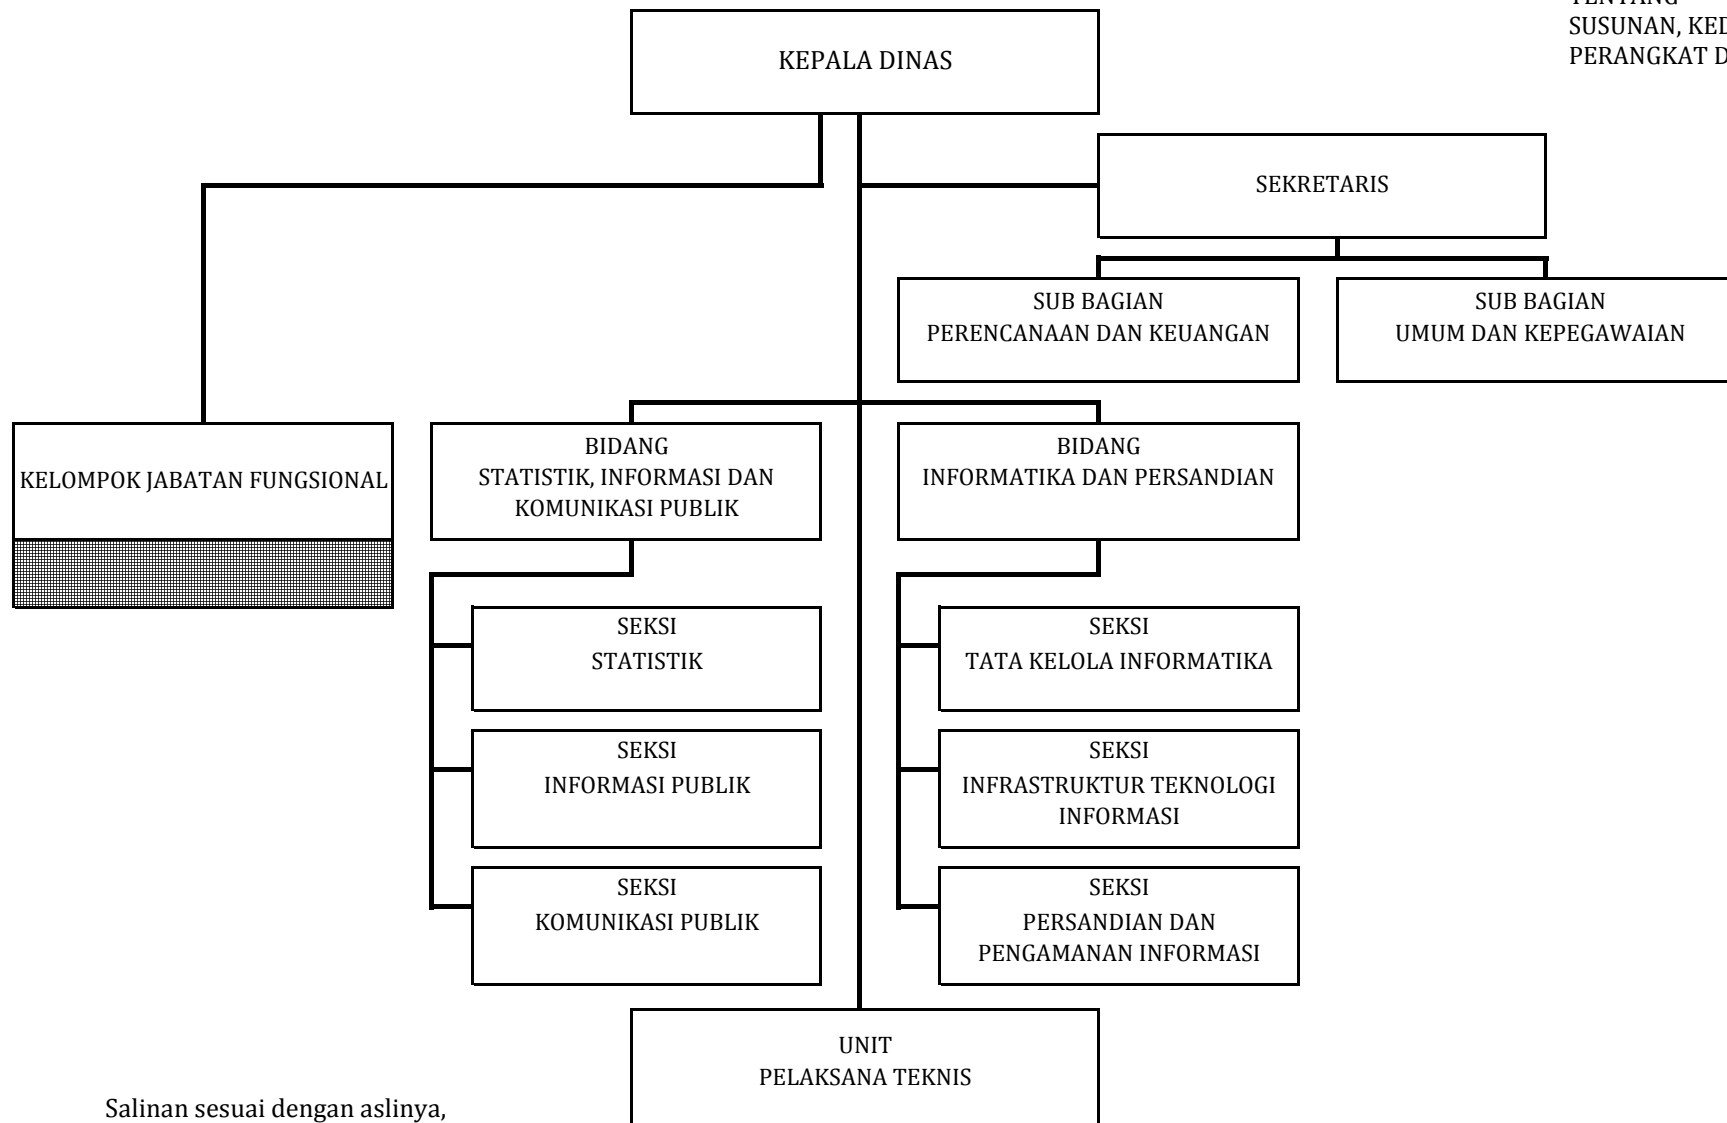 TENTANG
SUSUNAN, KED
PERANGKAT D
KEPALA DINAS
SEKRETARIS
SUB BAGIAN
PERENCANAAN DAN KEUANGAN
SUB BAGIAN
UMUM DAN KEPEGAWAIAN
KELOMPOK JABATAN FUNGSIONAL
BIDANG
STATISTIK, INFORMASI DAN
KOMUNIKASI PUBLIK
BIDANG
INFORMATIKA DAN PERSANDIAN
SEKSI
STATISTIK
SEKSI
INFORMASI PUBLIK
SEKSI
KOMUNIKASI PUBLIK
SEKSI
TATA KELOLA INFORMATIKA
SEKSI
INFRASTRUKTUR TEKNOLOGI
INFORMASI
SEKSI
PERSANDIAN DAN
PENGAMANAN INFORMASI
UNIT
PELAKSANA TEKNIS
Salinan sesuai dengan aslinya,